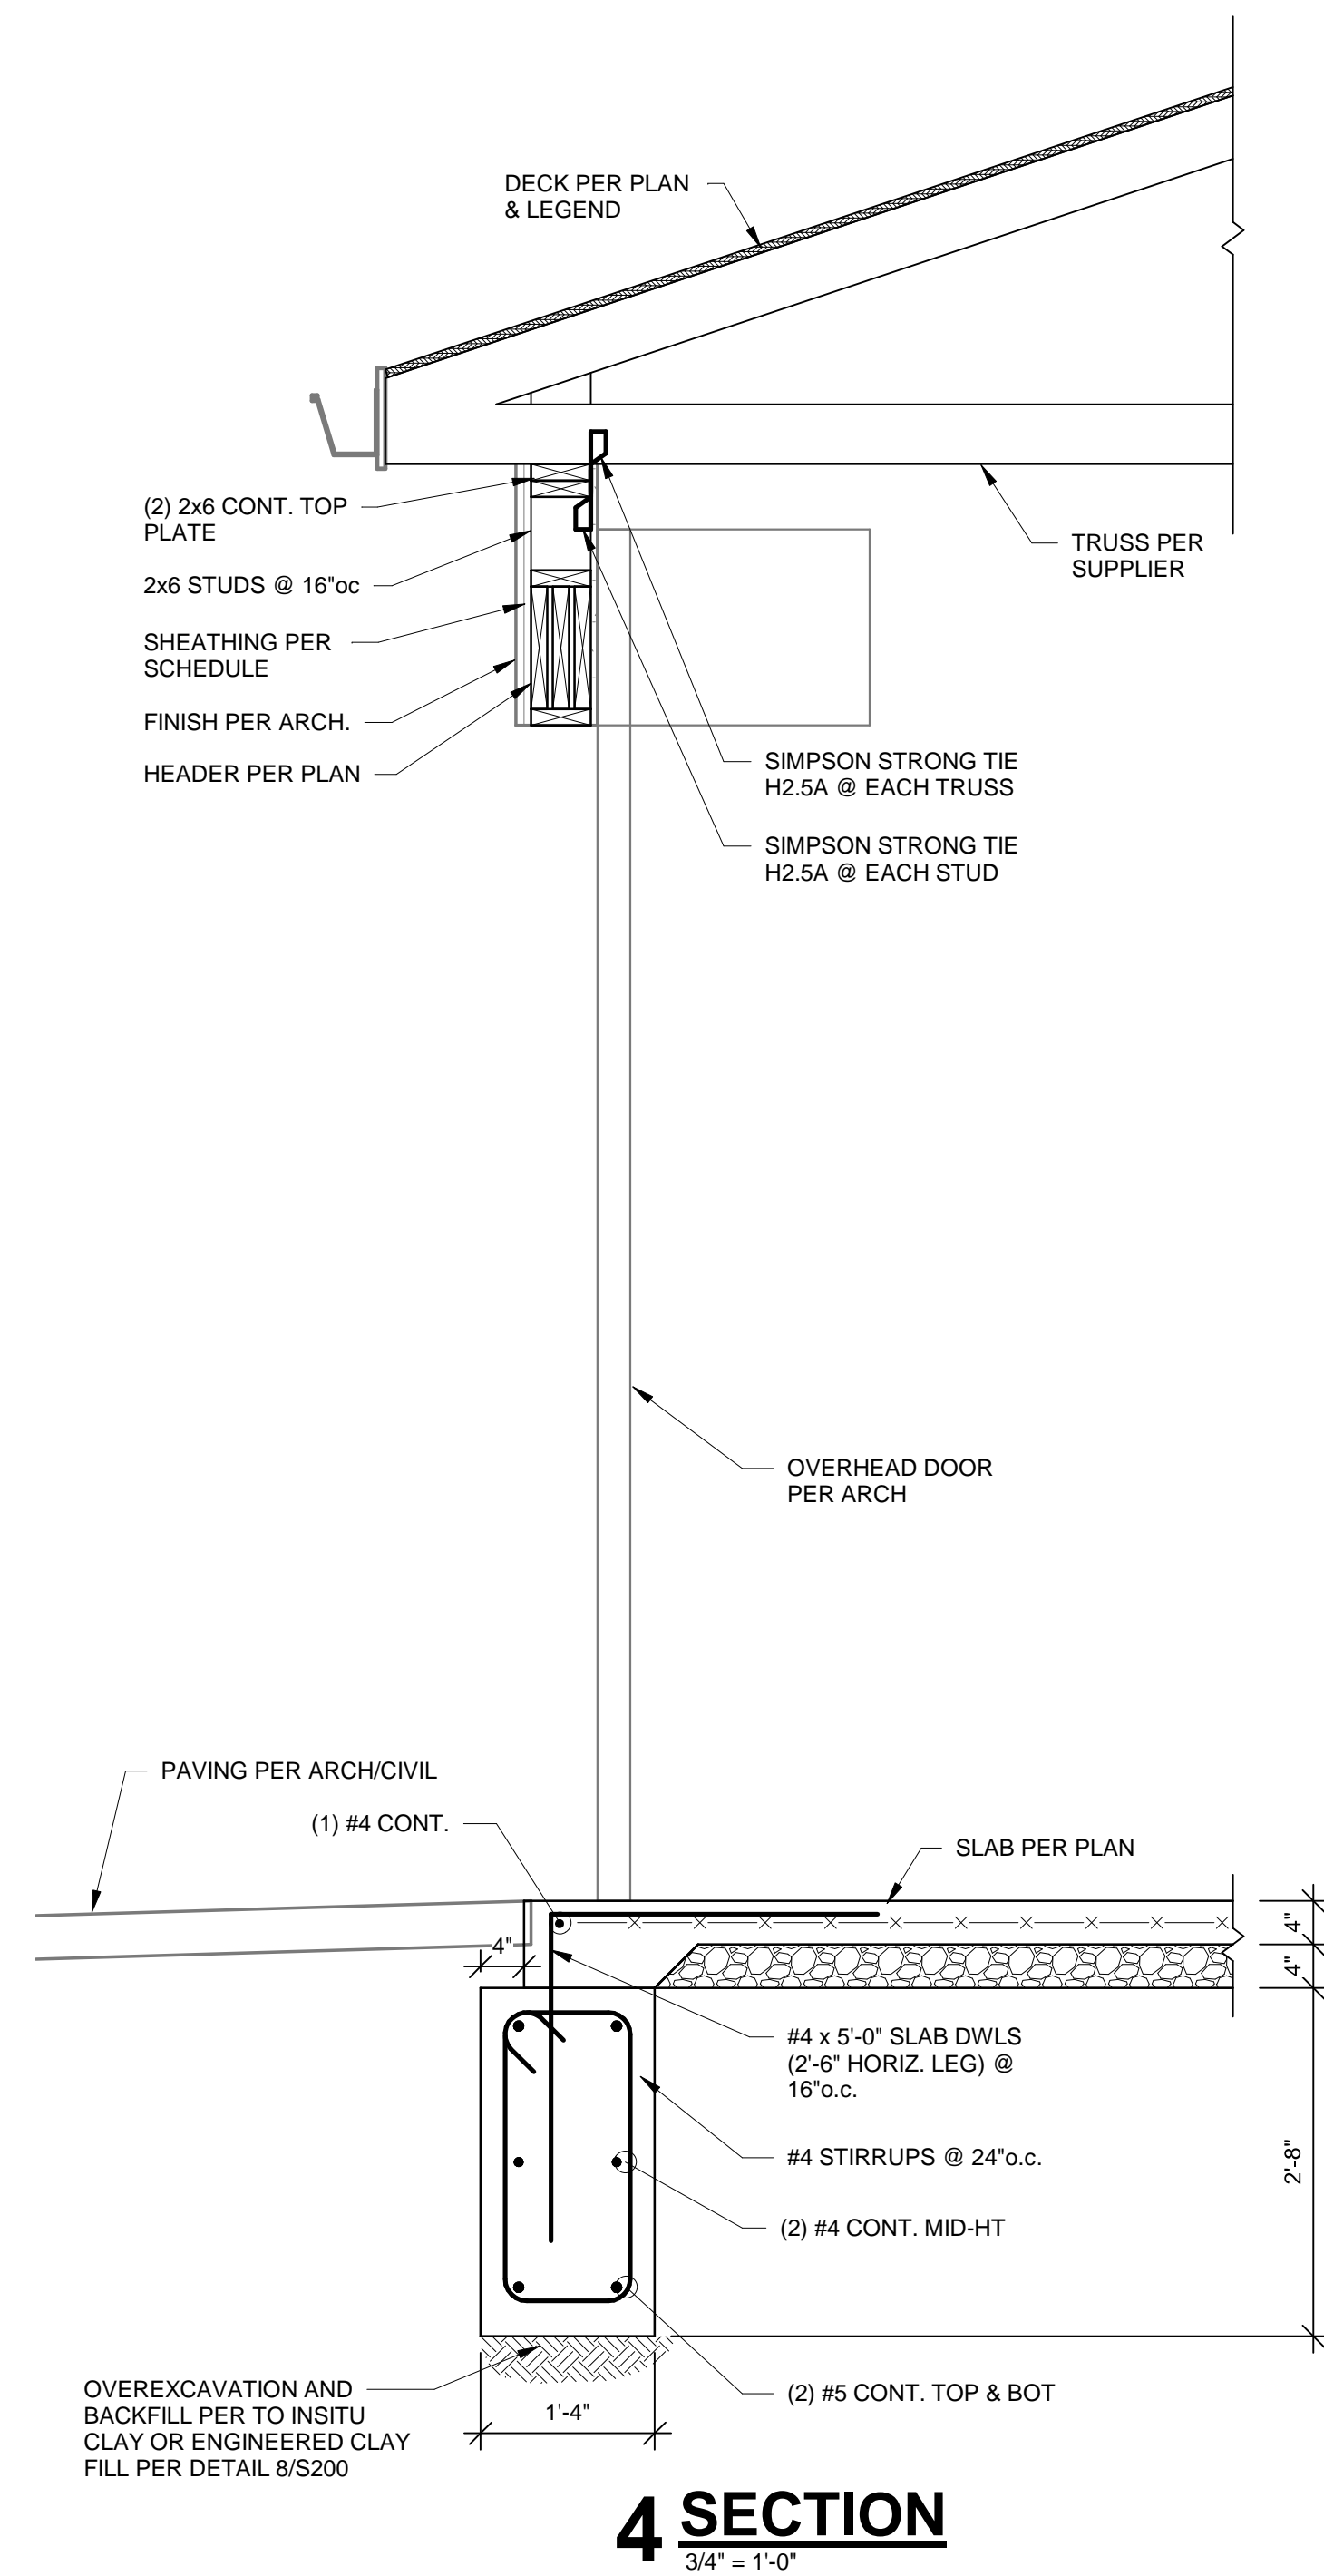 DECK PER PLAN
& LEGEND
(2) 2x6 CONT. TOP
PLATE
2x6 STUDS @ 16"oc
SHEATHING PER
SCHEDULE
FINISH PER ARCH.
HEADER PER PLAN
TRUSS PER
SUPPLIER
SIMPSON STRONG TIE
H2.5A @ EACH TRUSS
SIMPSON STRONG TIE
H2.5A @ EACH STUD
OVERHEAD DOOR
PER ARCH
PAVING PER ARCH/CIVIL
(1) #4 CONT.
SLAB PER PLAN
4"
4"
4"
#4 x 5'-0" SLAB DWLS
(2'-6" HORIZ. LEG) @
16"o.c.
#4 STIRRUPS @ 24"o.c.
2'-8"
(2) #4 CONT. MID-HT
(2) #5 CONT. TOP & BOT
OVEREXCAVATION AND
BACKFILL PER TO INSITU
CLAY OR ENGINEERED CLAY
FILL PER DETAIL 8/S200
1'-4"
4 SECTION
3/4" = 1'-0"